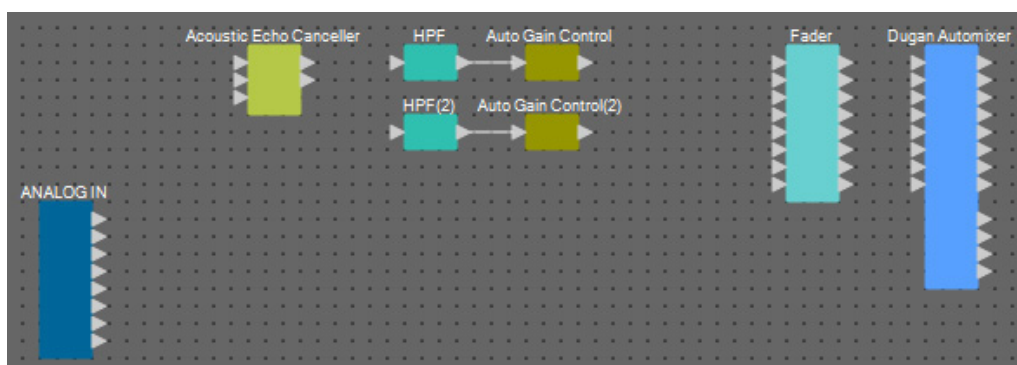 Acoustic Echo Canceller
HPF
Auto Gain Control
Fader
Dugan Automixer
HPF(2)
Auto Gain Control(2)
ANALOG IN